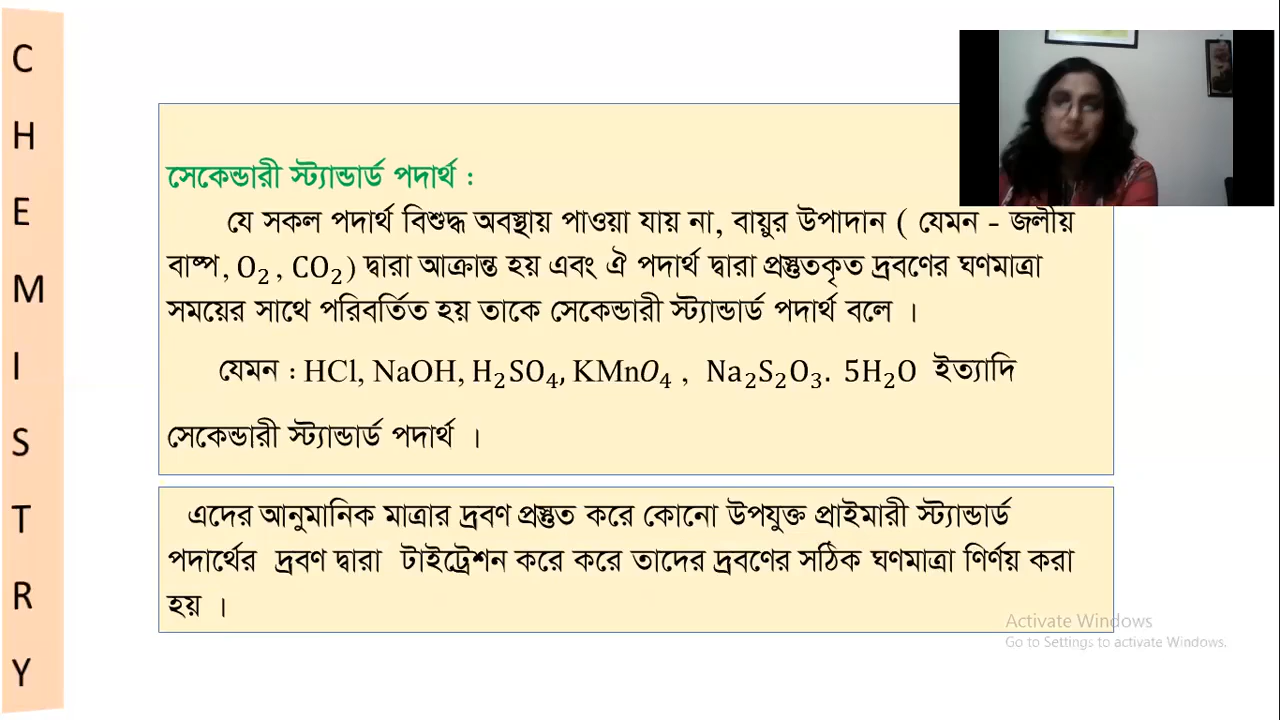 C
H
E
M
I
S
T
R
Y
সেকেন্ডারী স্ট্যান্ডার্ড পদার্থ :
যে সকল পদার্থ বিশুদ্ধ অবস্থায় পাওয়া যায় না, বায়ুর উপাদান ( যেমন - জলীয়
বাষ্প, O₂ , CO₂) দ্বারা আক্রান্ত হয় এবং ঐ পদার্থ দ্বারা প্রস্তুতকৃত দ্রবণের ঘণমাত্রা
সময়ের সাথে পরিবর্তিত হয় তাকে সেকেন্ডারী স্ট্যান্ডার্ড পদার্থ বলে ।
যেমন : HCl, NaOH, H₂SO₄, KMnO₄ , Na₂S₂O₃. 5H₂O ইত্যাদি
সেকেন্ডারী স্ট্যান্ডার্ড পদার্থ ।
এদের আনুমানিক মাত্রার দ্রবণ প্রস্তুত করে কোনো উপযুক্ত প্রাইমারী স্ট্যান্ডার্ড
পদার্থের দ্রবণ দ্বারা টাইট্রেশন করে করে তাদের দ্রবণের সঠিক ঘণমাত্রা ণির্ণয় করা
হয় ।
Activate Windows
Go to Settings to activate Windows.